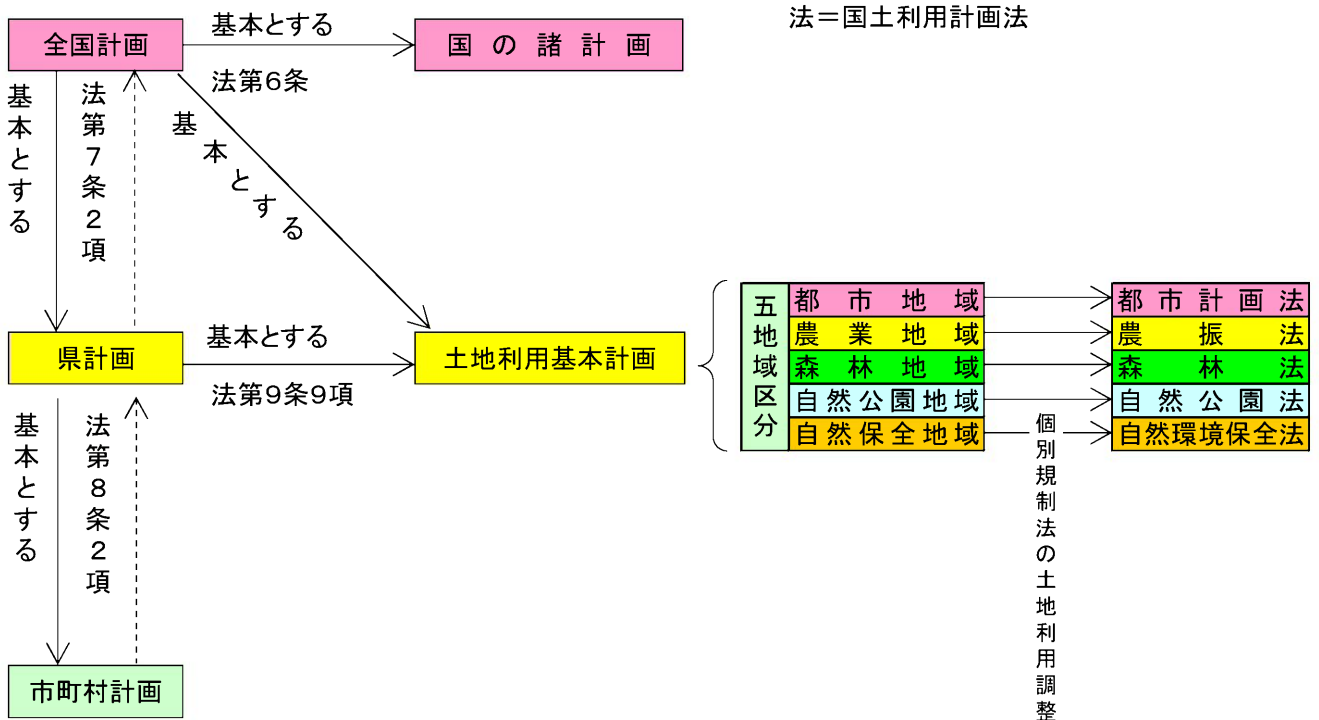 法＝国土利用計画法
全国計画
基本とする
法第６条
国の諸計画
基本とする
法第７条２項
基本とする
県計画
基本とする
法第９条９項
土地利用基本計画
五地域区分
都市地域
都市計画法
農業地域
農振法
森林地域
森林法
自然公園地域
自然公園法
自然保全地域
自然環境保全法
個別規制法の土地利用調整
基本とする
法第８条２項
市町村計画